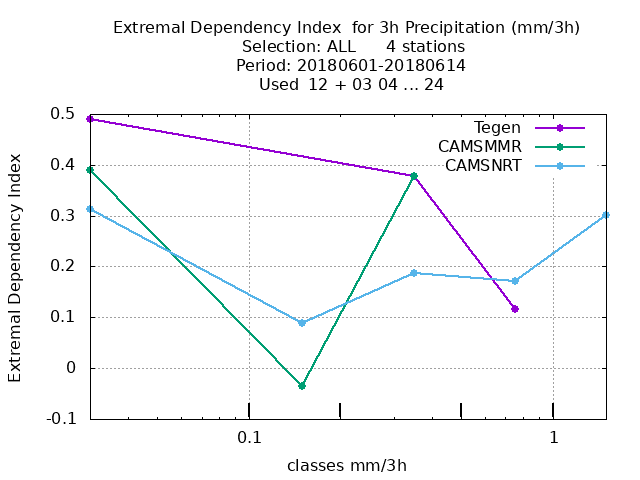 Extremal Dependency Index  for 3h Precipitation (mm/3h)
Selection: ALL      4 stations
Period: 20180601-20180614
Used  12 + 03 04 ... 24
Extremal Dependency Index
0.5
0.4
0.3
0.2
0.1
0
-0.1
Tegen
CAMSMMR
CAMSNRT
0.1
1
classes mm/3h